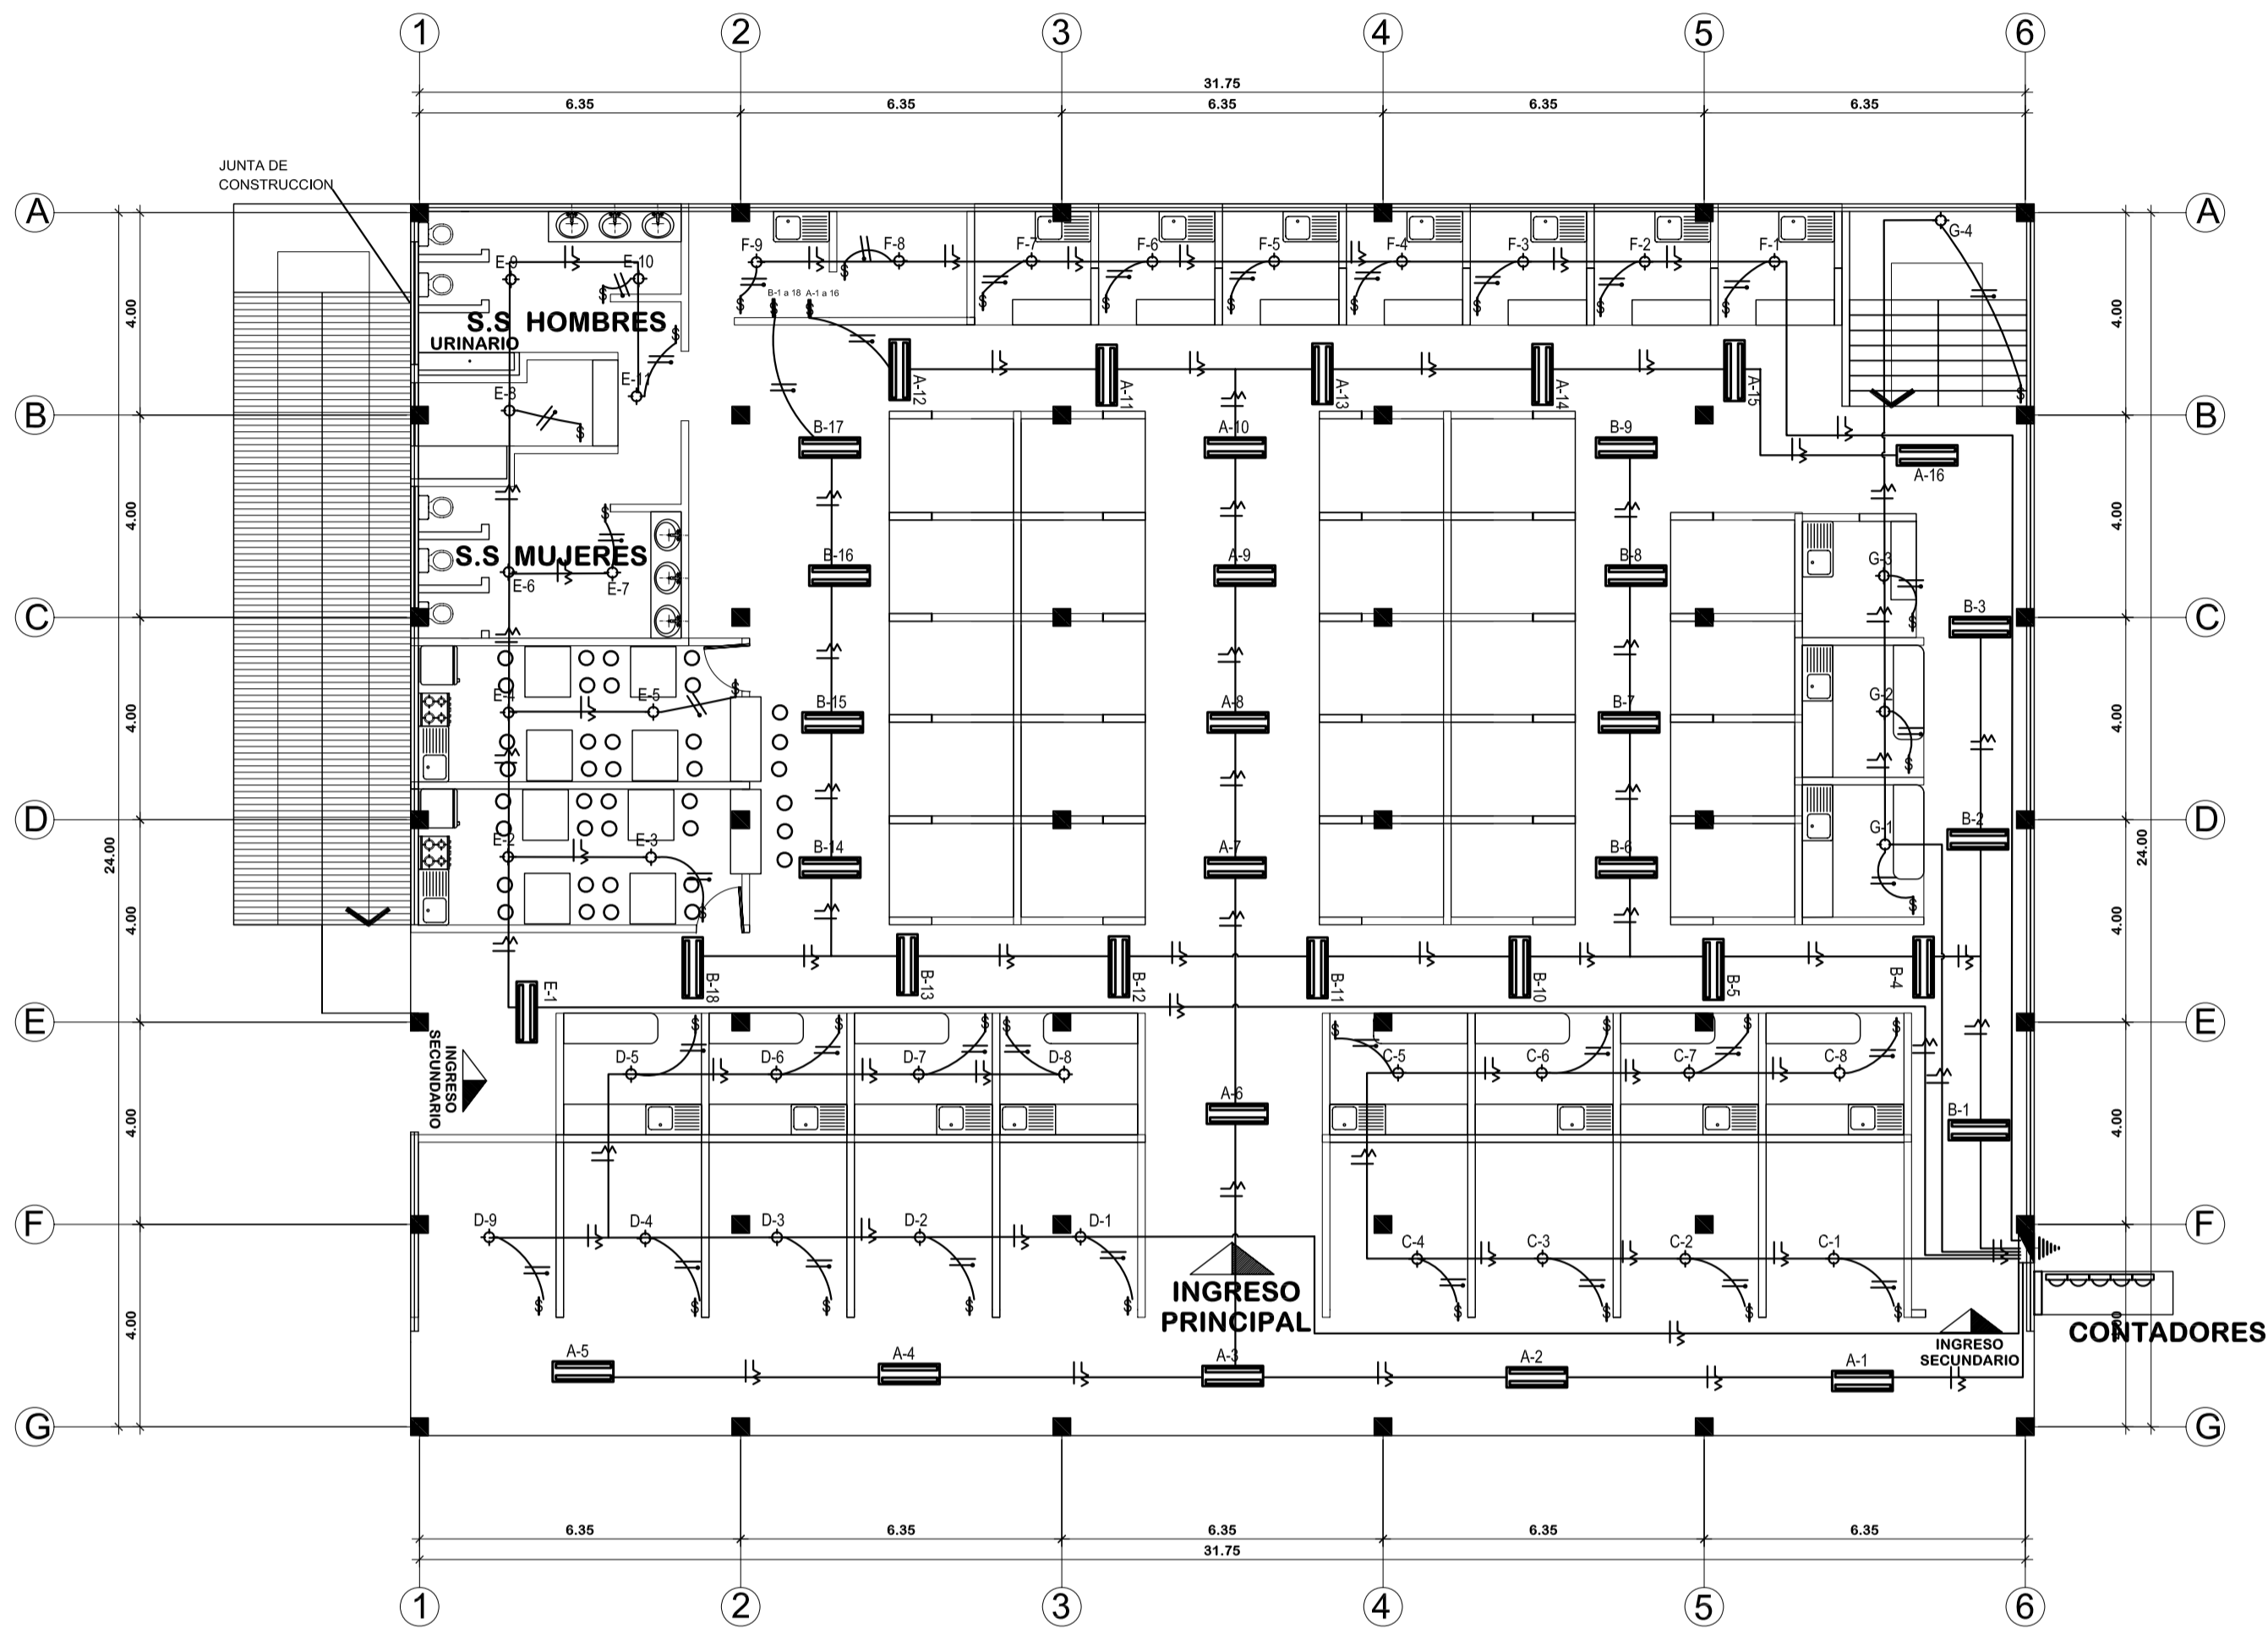 1 2 3 4 5 6
31.75
6.35 6.35 6.35 6.35 6.35
JUNTA DE
CONSTRUCCION
A A
G-4
F-9 F-8 F-7 F-6 F-5 F-4 F-3 F-2 F-1
E-9 E-10
B-1 a 18 A-1 a 16
4.00 4.00
S.S HOMBRES
URINARIO
E-11
A-12 A-11 A-13 A-14 A-15
E-8
B B
B-17 A-10 B-9
A-16
4.00 4.00
S.S MUJERES
B-16 A-9 B-8 G-3
E-6 E-7
B-3
C C
E-4 E-5 B-15 A-8 B-7 G-2
4.00 4.00
D D
B-2
G-1
E-2 E-3 B-14 A-7 B-6
24.00 24.00
4.00 4.00
E-1 B-18 B-13 B-12 B-11 B-10 B-5 B-4
E E
INGRESO
SECUNDARIO
D-5 D-6 D-7 D-8 C-5 C-6 C-7 C-8
A-6 B-1
4.00 4.00
F F
D-9 D-4 D-3 D-2 D-1
C-4 C-3 C-2 C-1
INGRESO
PRINCIPAL
4.00 4.00
CONTADORES
INGRESO
SECUNDARIO
A-5 A-4 A-3 A-2 A-1
G G
6.35 6.35 6.35 6.35 6.35
31.75
1 2 3 4 5 6